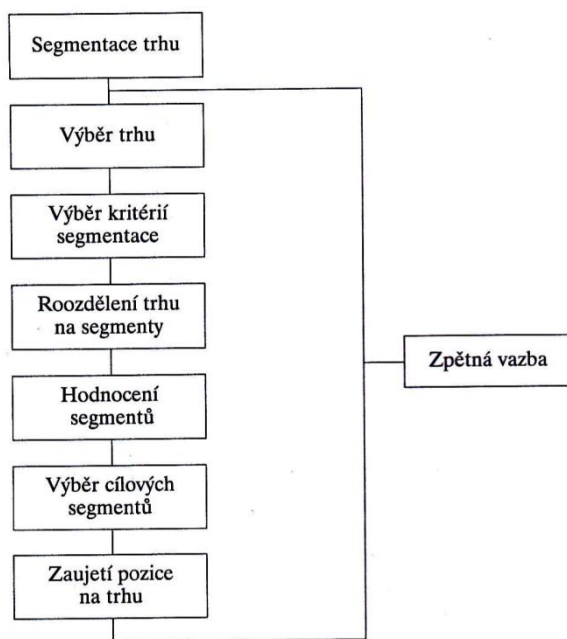 Segmentace trhu
Výběr trhu
Výběr kritérií
segmentace
Roozdělení trhu
na segmenty
Hodnocení
segmentů
Výběr cílových
segmentů
Zaujetí pozice
na trhu
Zpětná vazba